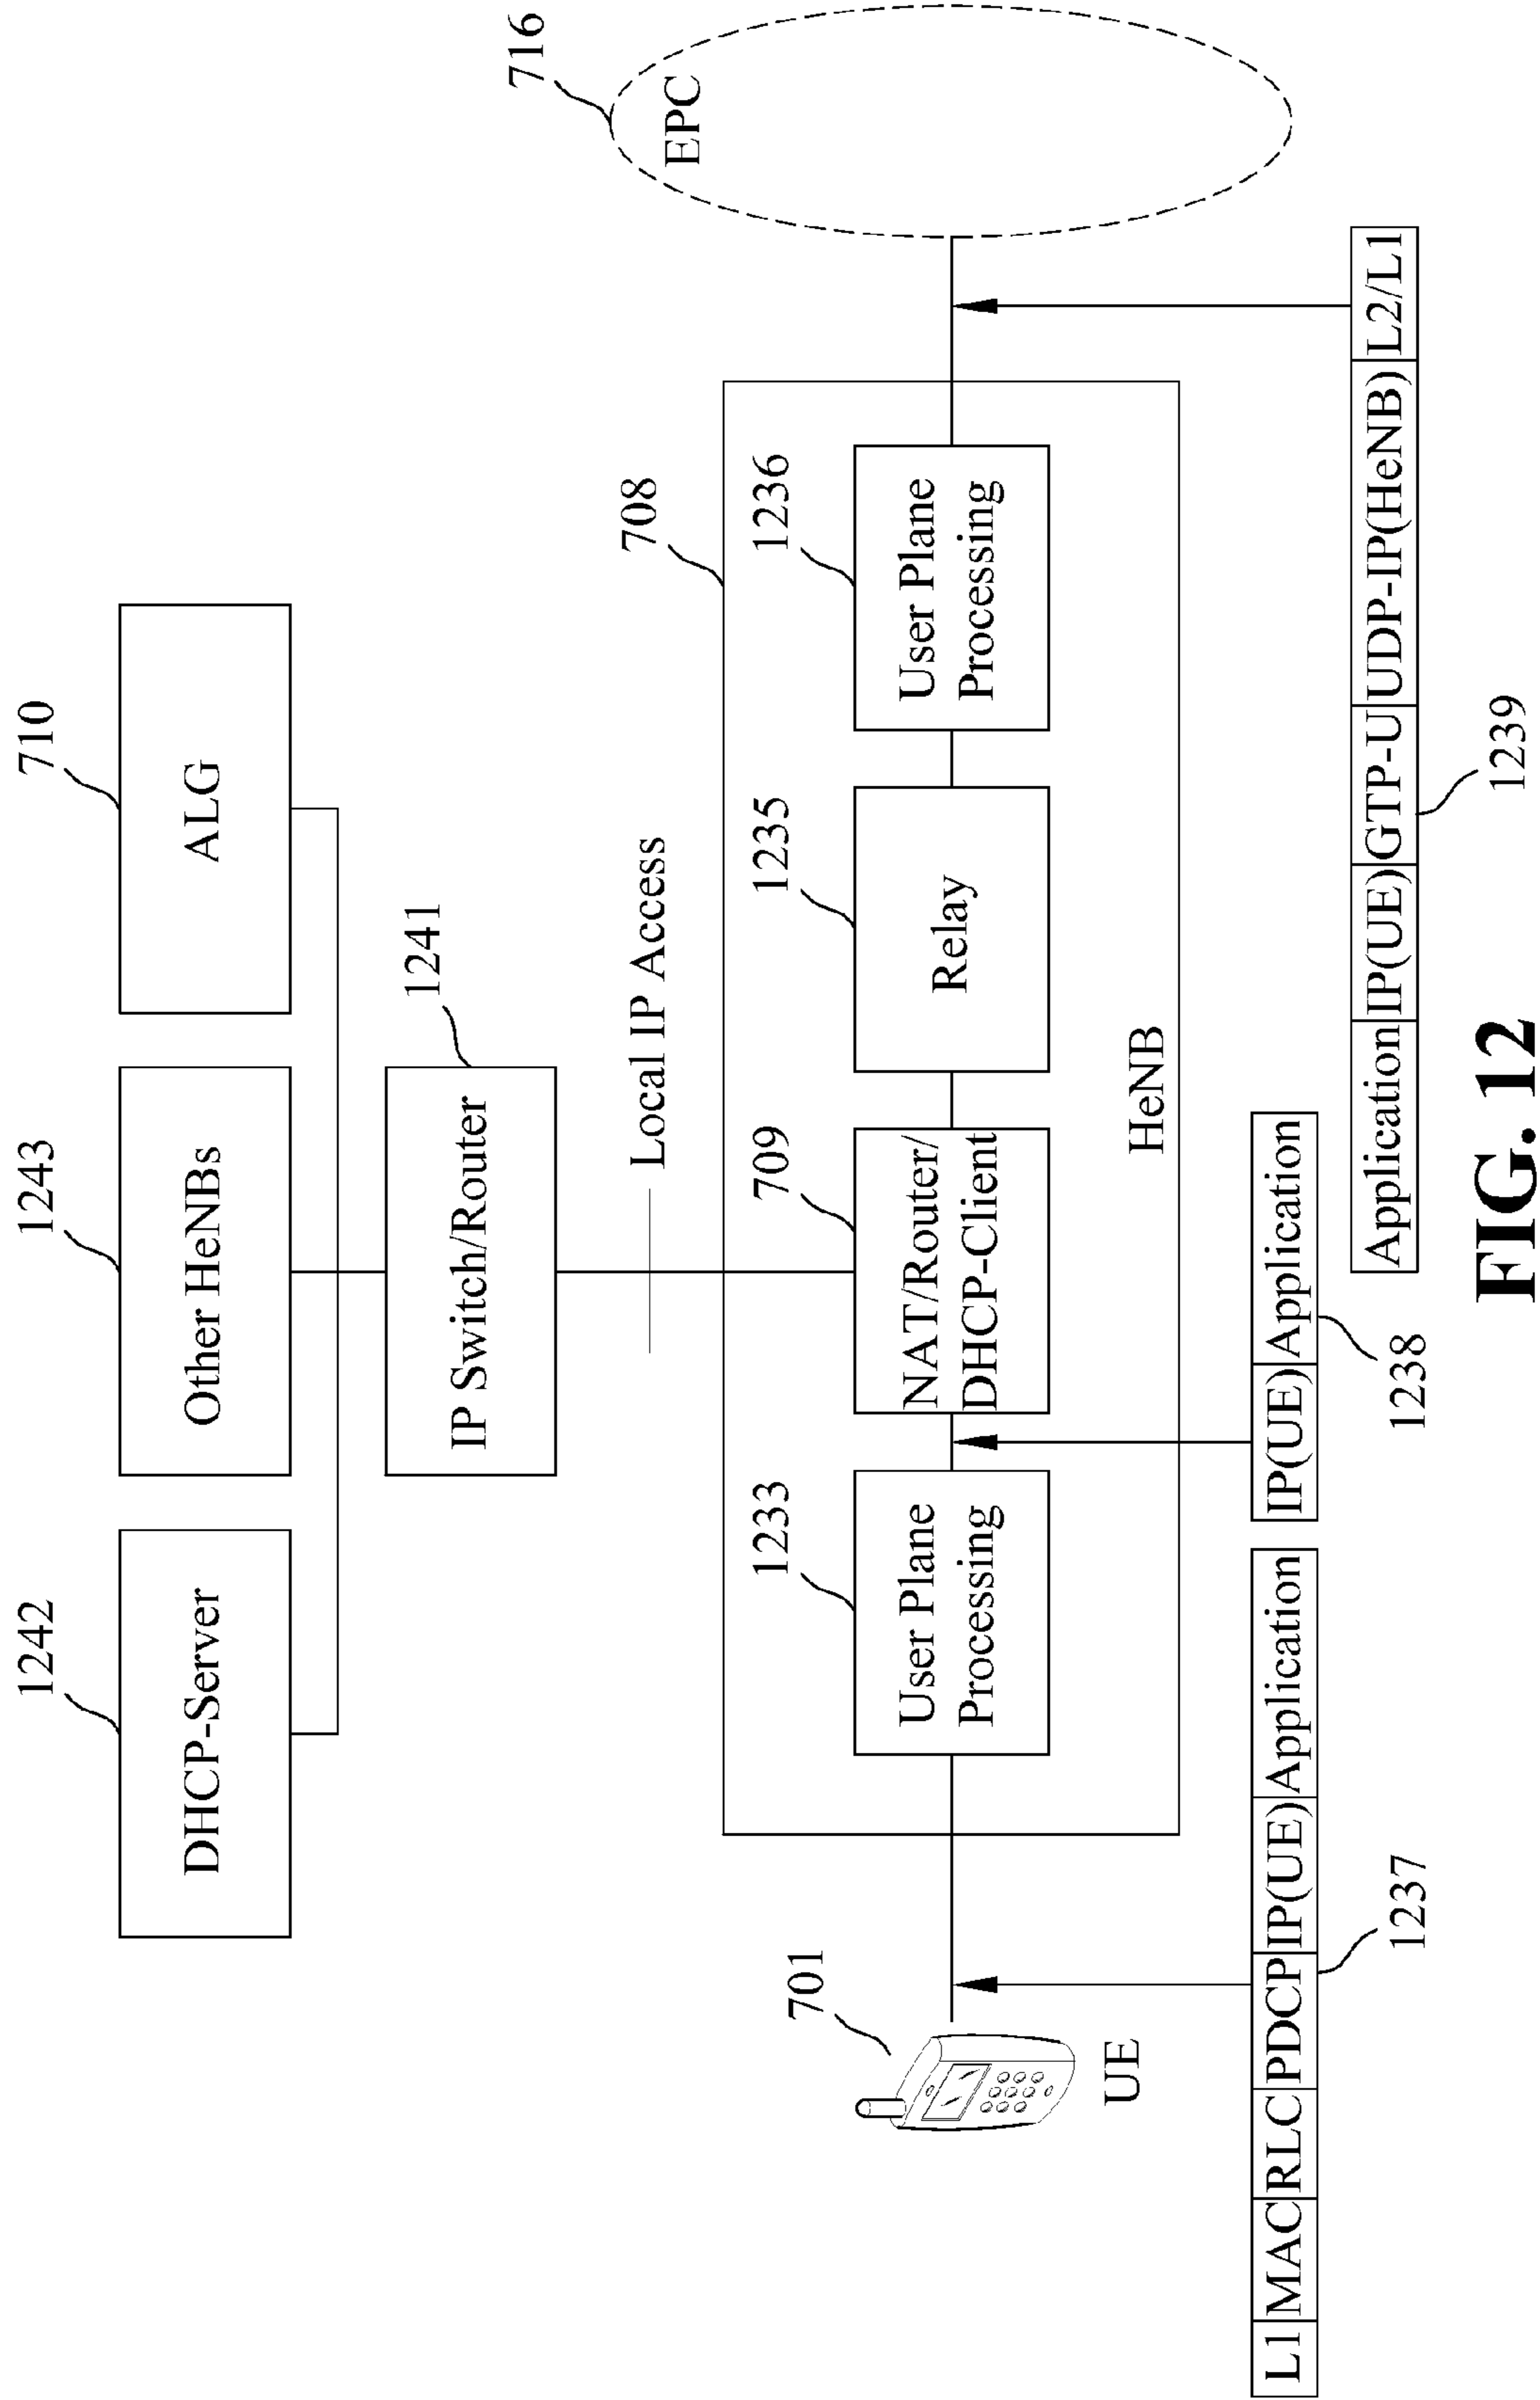 1242
1243
710
DHCP-Server
Other HeNBs
ALG
1241
IP Switch/Router
Local IP Access
708
716
EPC
701
UE
1233
User Plane
Processing
709
NAT/Router/
DHCP-Client
1235
Relay
1236
User Plane
Processing
HeNB
L1 MAC RLC PDCP IP(UE) Application
1237
IP(UE) Application
1238
Application IP(UE) GTP-U UDP-IP(HeNB) L2/L1
1239
FIG. 12